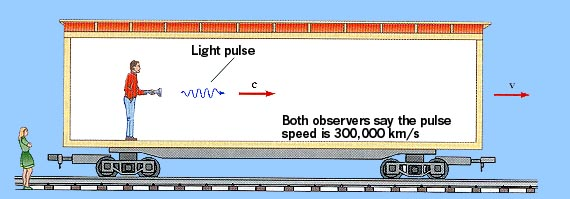 Light pulse
c
v
Both observers say the pulse
speed is 300,000 km/s